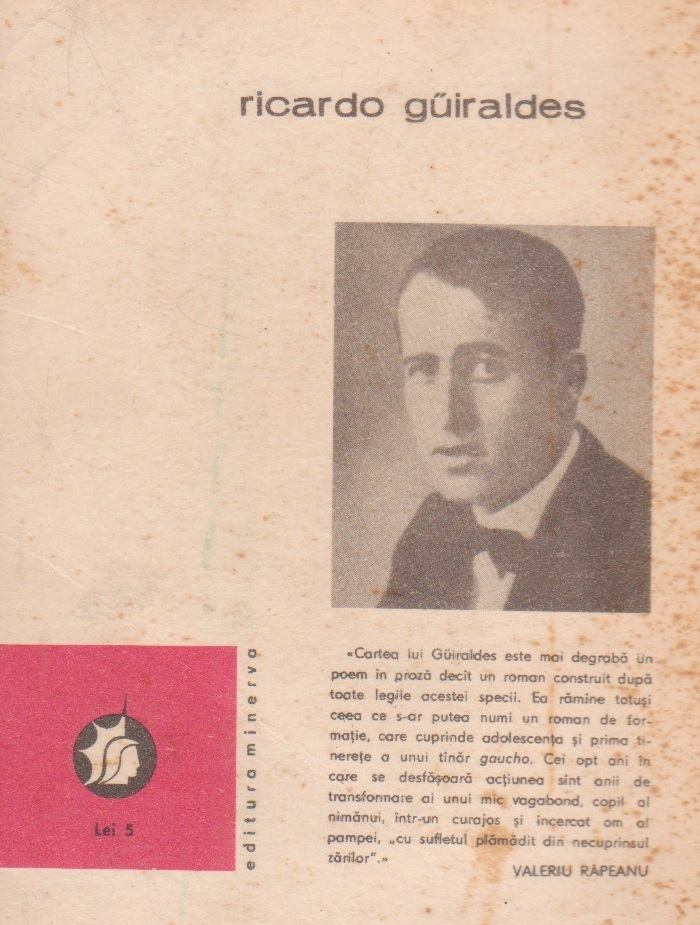 ricardo gűiraldes
«Cartea lui Gűiraldes este mai degrabă un
poem în proză decît un roman construit după
toate legile acestei specii. Ea rămîne totuși
ceea ce s-ar putea numi un roman de for-
mație, care cuprinde adolescența și prima ti-
nerețe a unui tînăr gaucho. Cei opt ani în
care se desfășoară acțiunea sînt anii de
transformare ai unui mic vagabond, copil al
nimănui, într-un curajos și încercat om al
pampei, „cu sufletul plămădit din necuprinsul
zărilor”.»
VALERIU RÂPEANU
editura minerva
Lei 5